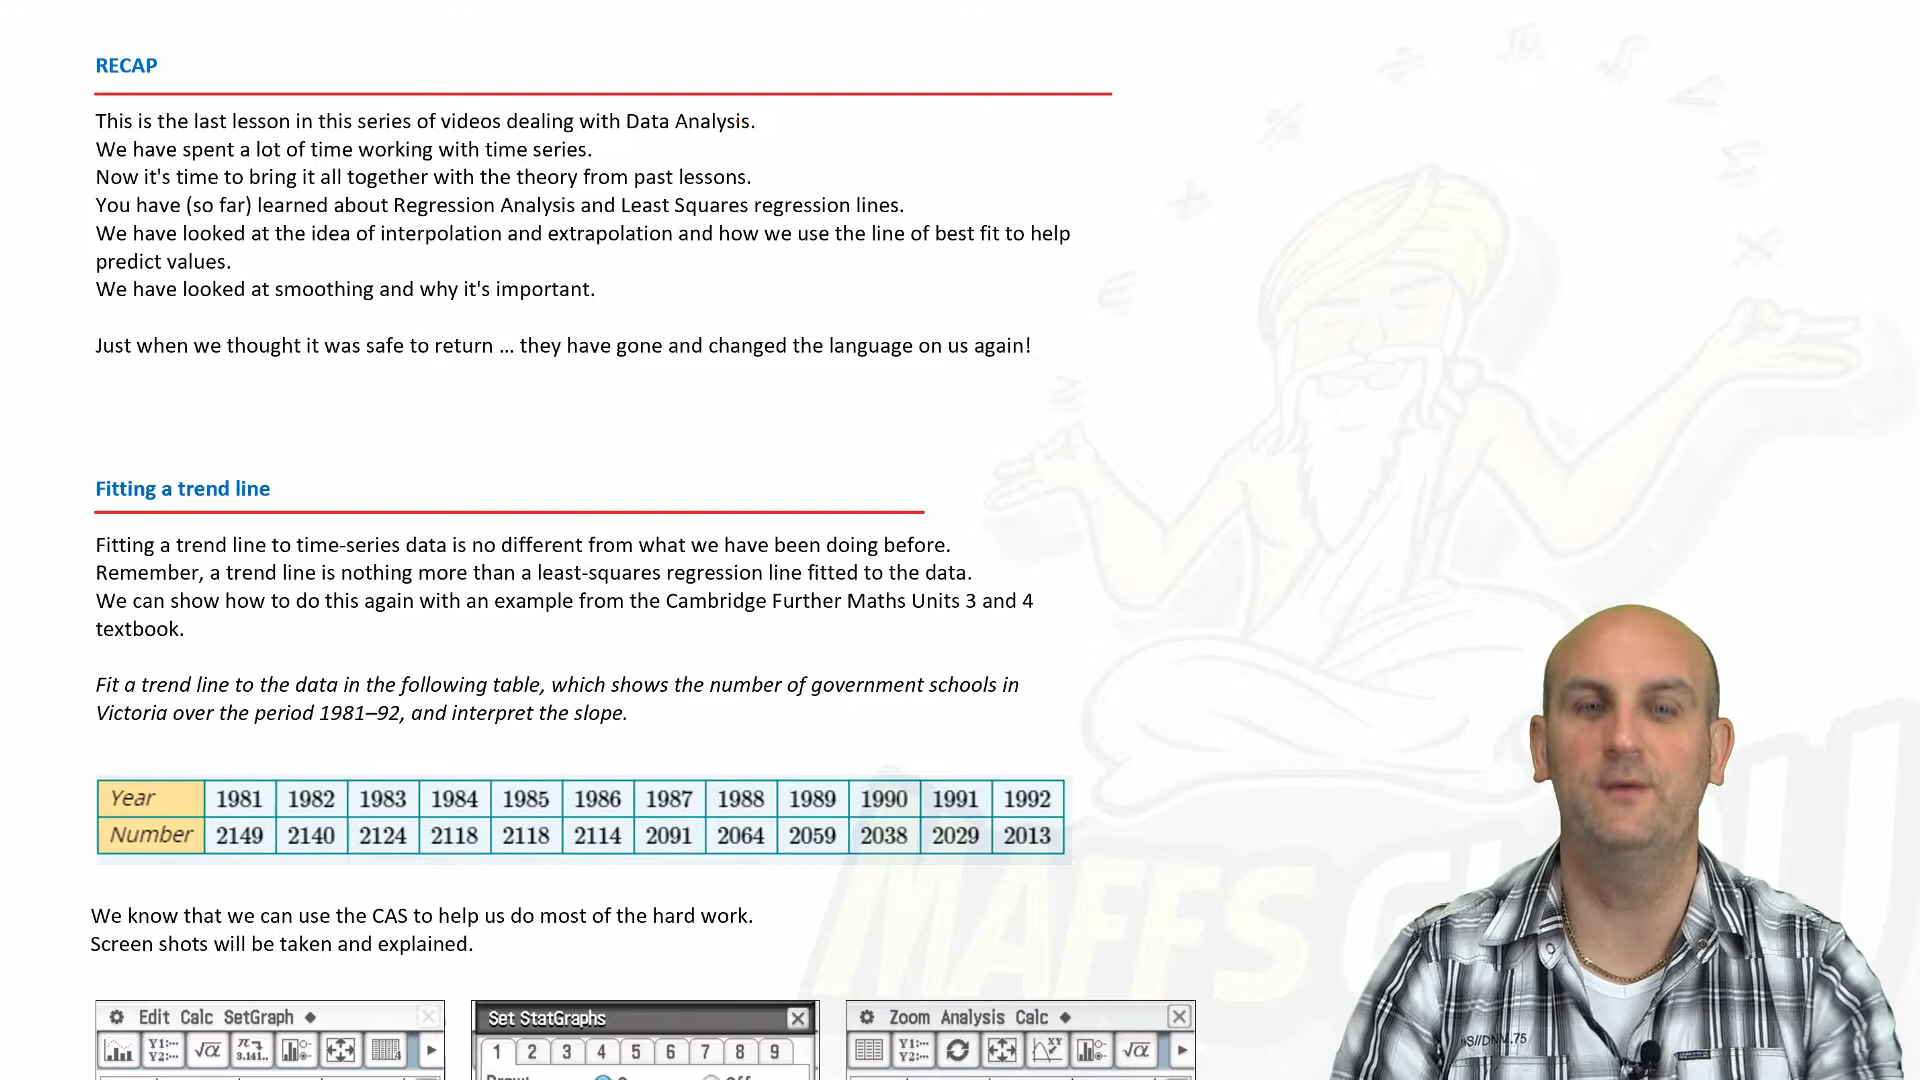 RECAP
This is the last lesson in this series of videos dealing with Data Analysis.
We have spent a lot of time working with time series.
Now it's time to bring it all together with the theory from past lessons.
You have (so far) learned about Regression Analysis and Least Squares regression lines.
We have looked at the idea of interpolation and extrapolation and how we use the line of best fit to help
predict values.
We have looked at smoothing and why it's important.
Just when we thought it was safe to return ... they have gone and changed the language on us again!
Fitting a trend line
Fitting a trend line to time-series data is no different from what we have been doing before.
Remember, a trend line is nothing more than a least-squares regression line fitted to the data.
We can show how to do this again with an example from the Cambridge Further Maths Units 3 and 4
textbook.
Fit a trend line to the data in the following table, which shows the number of government schools in
Victoria over the period 1981–92, and interpret the slope.
Year 1981 1982 1983 1984 1985 1986 1987 1988 1989 1990 1991 1992
Number 2149 2140 2124 2118 2118 2114 2091 2064 2059 2038 2029 2013
We know that we can use the CAS to help us do most of the hard work.
Screen shots will be taken and explained.
Edit Calc SetGraph
Set StatGraphs
1 2 3 4 5 6 7 8 9
Zoom Analysis Calc
MAFFS